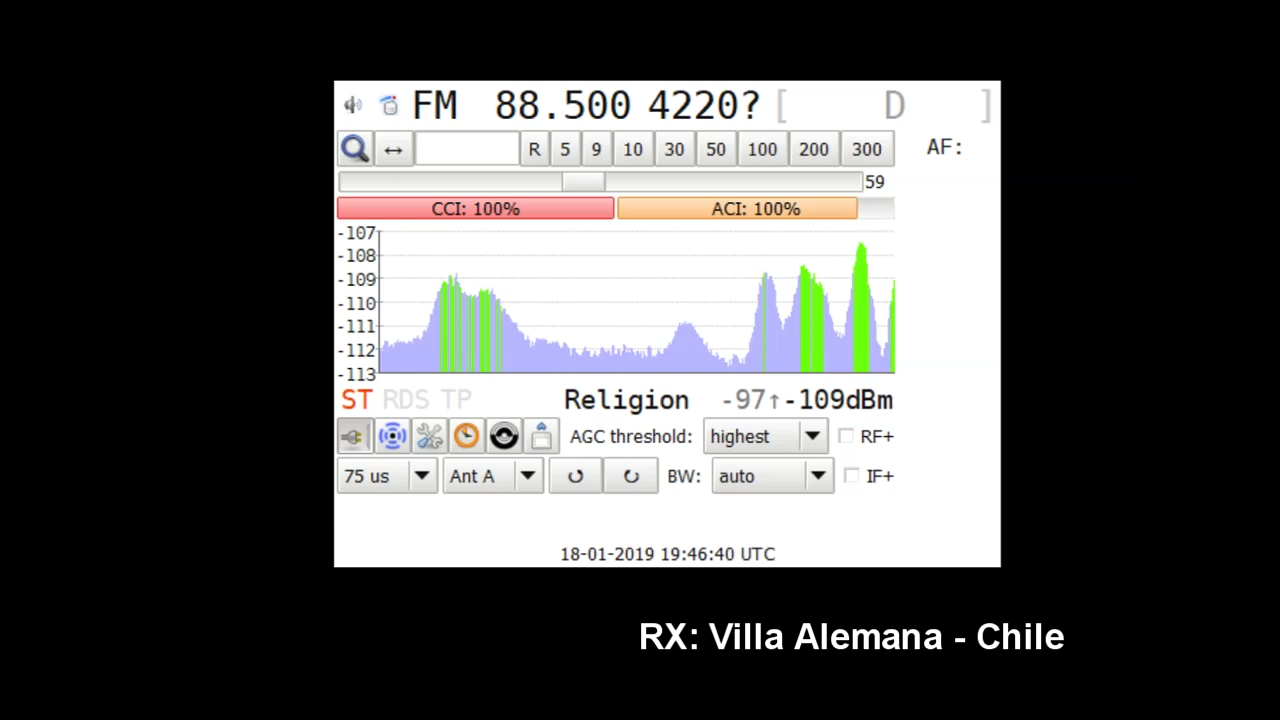 FM 88.500 4220? [ D ]
↔ R 5 9 10 30 50 100 200 300 AF:
59
CCI: 100% ACI: 100%
-107
-108
-109
-110
-111
-112
-113
ST RDS TP Religion -97↑-109dBm
AGC threshold: highest RF+
75 us Ant A ↺ ↻ BW: auto IF+
18-01-2019 19:46:40 UTC
RX: Villa Alemana - Chile